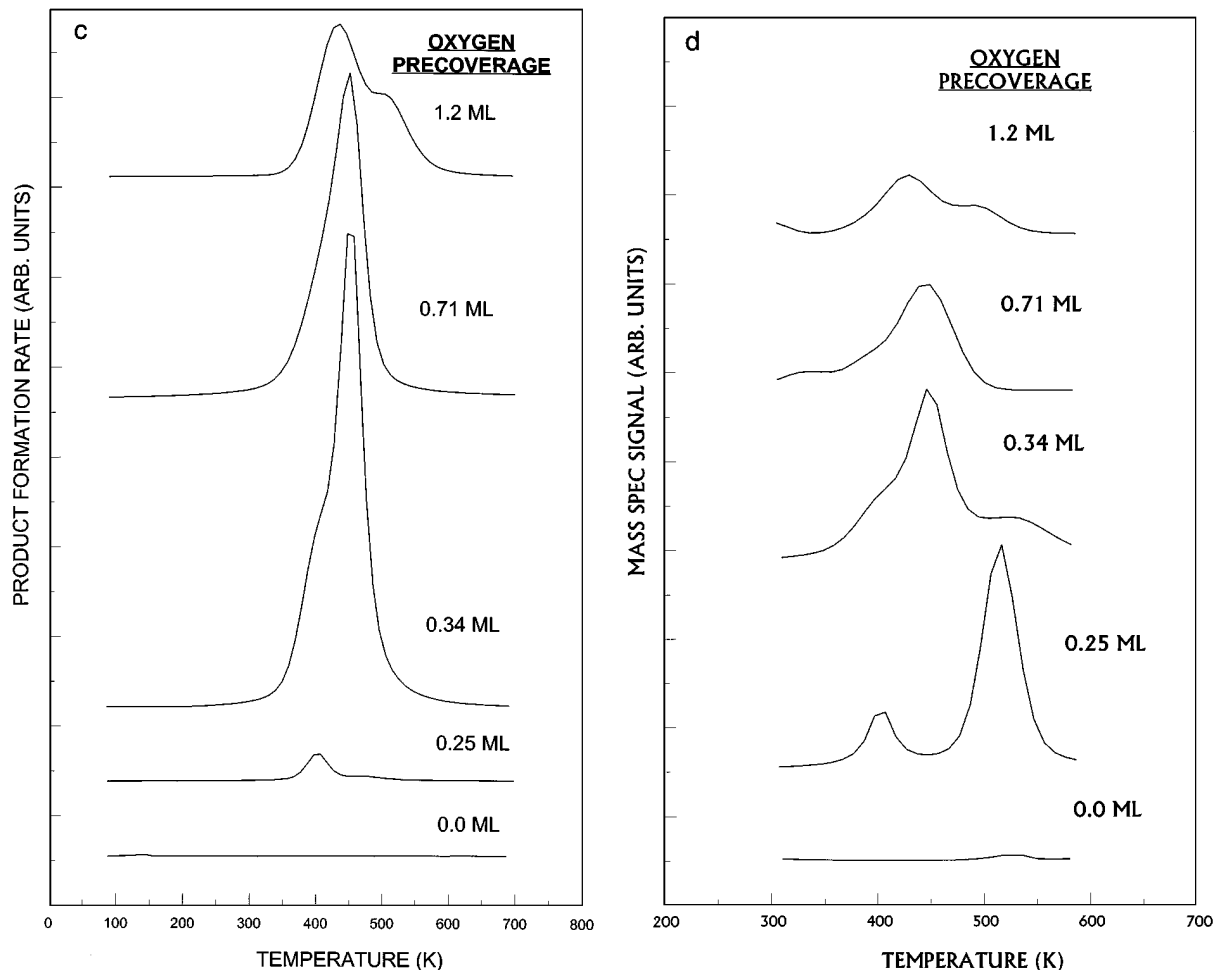 c
OXYGEN
PRECOVERAGE
1.2 ML
0.71 ML
0.34 ML
0.25 ML
0.0 ML
PRODUCT FORMATION RATE (ARB. UNITS)
0 100 200 300 400 500 600 700 800
TEMPERATURE (K)
d
OXYGEN
PRECOVERAGE
1.2 ML
0.71 ML
0.34 ML
0.25 ML
0.0 ML
MASS SPEC SIGNAL (ARB. UNITS)
200 300 400 500 600 700
TEMPERATURE (K)